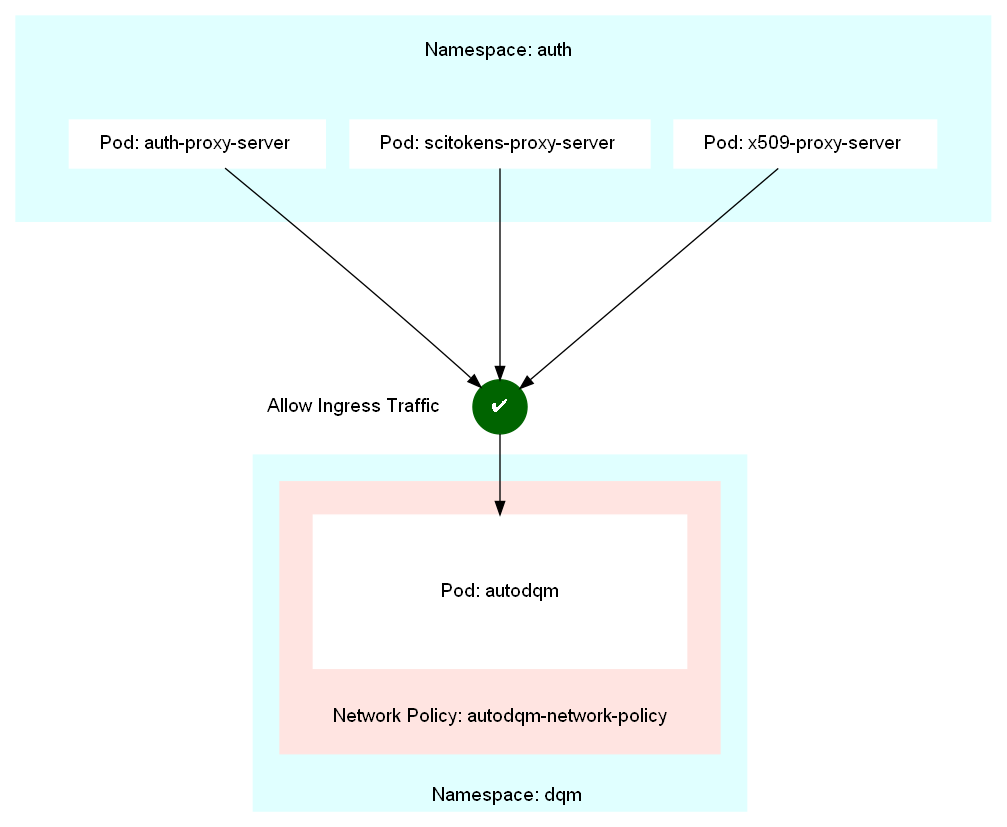 Namespace: auth
Pod: auth-proxy-server
Pod: scitokens-proxy-server
Pod: x509-proxy-server
Allow Ingress Traffic
✔
Pod: autodqm
Network Policy: autodqm-network-policy
Namespace: dqm